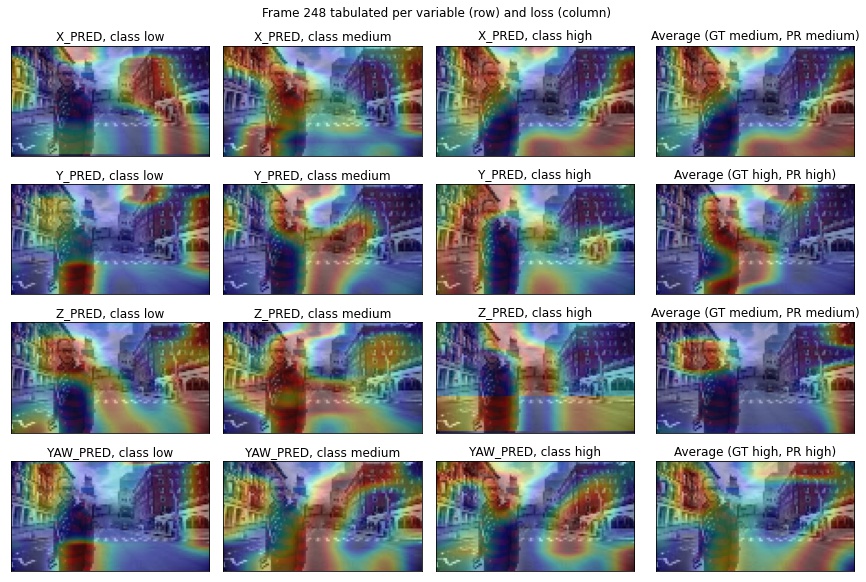 Frame 248 tabulated per variable (row) and loss (column)
X_PRED, class low
X_PRED, class medium
X_PRED, class high
Average (GT medium, PR medium)
Y_PRED, class low
Y_PRED, class medium
Y_PRED, class high
Average (GT high, PR high)
Z_PRED, class low
Z_PRED, class medium
Z_PRED, class high
Average (GT medium, PR medium)
YAW_PRED, class low
YAW_PRED, class medium
YAW_PRED, class high
Average (GT high, PR high)